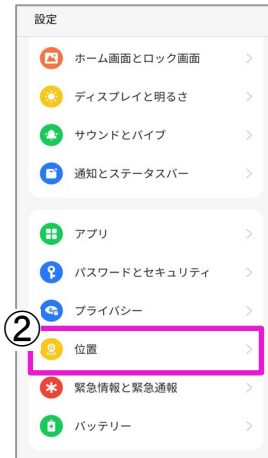 設定
ホーム画面とロック画面
ディスプレイと明るさ
サウンドとバイブ
通知とステータスバー
アプリ
パスワードとセキュリティ
プライバシー
②
位置
緊急情報と緊急通報
バッテリー